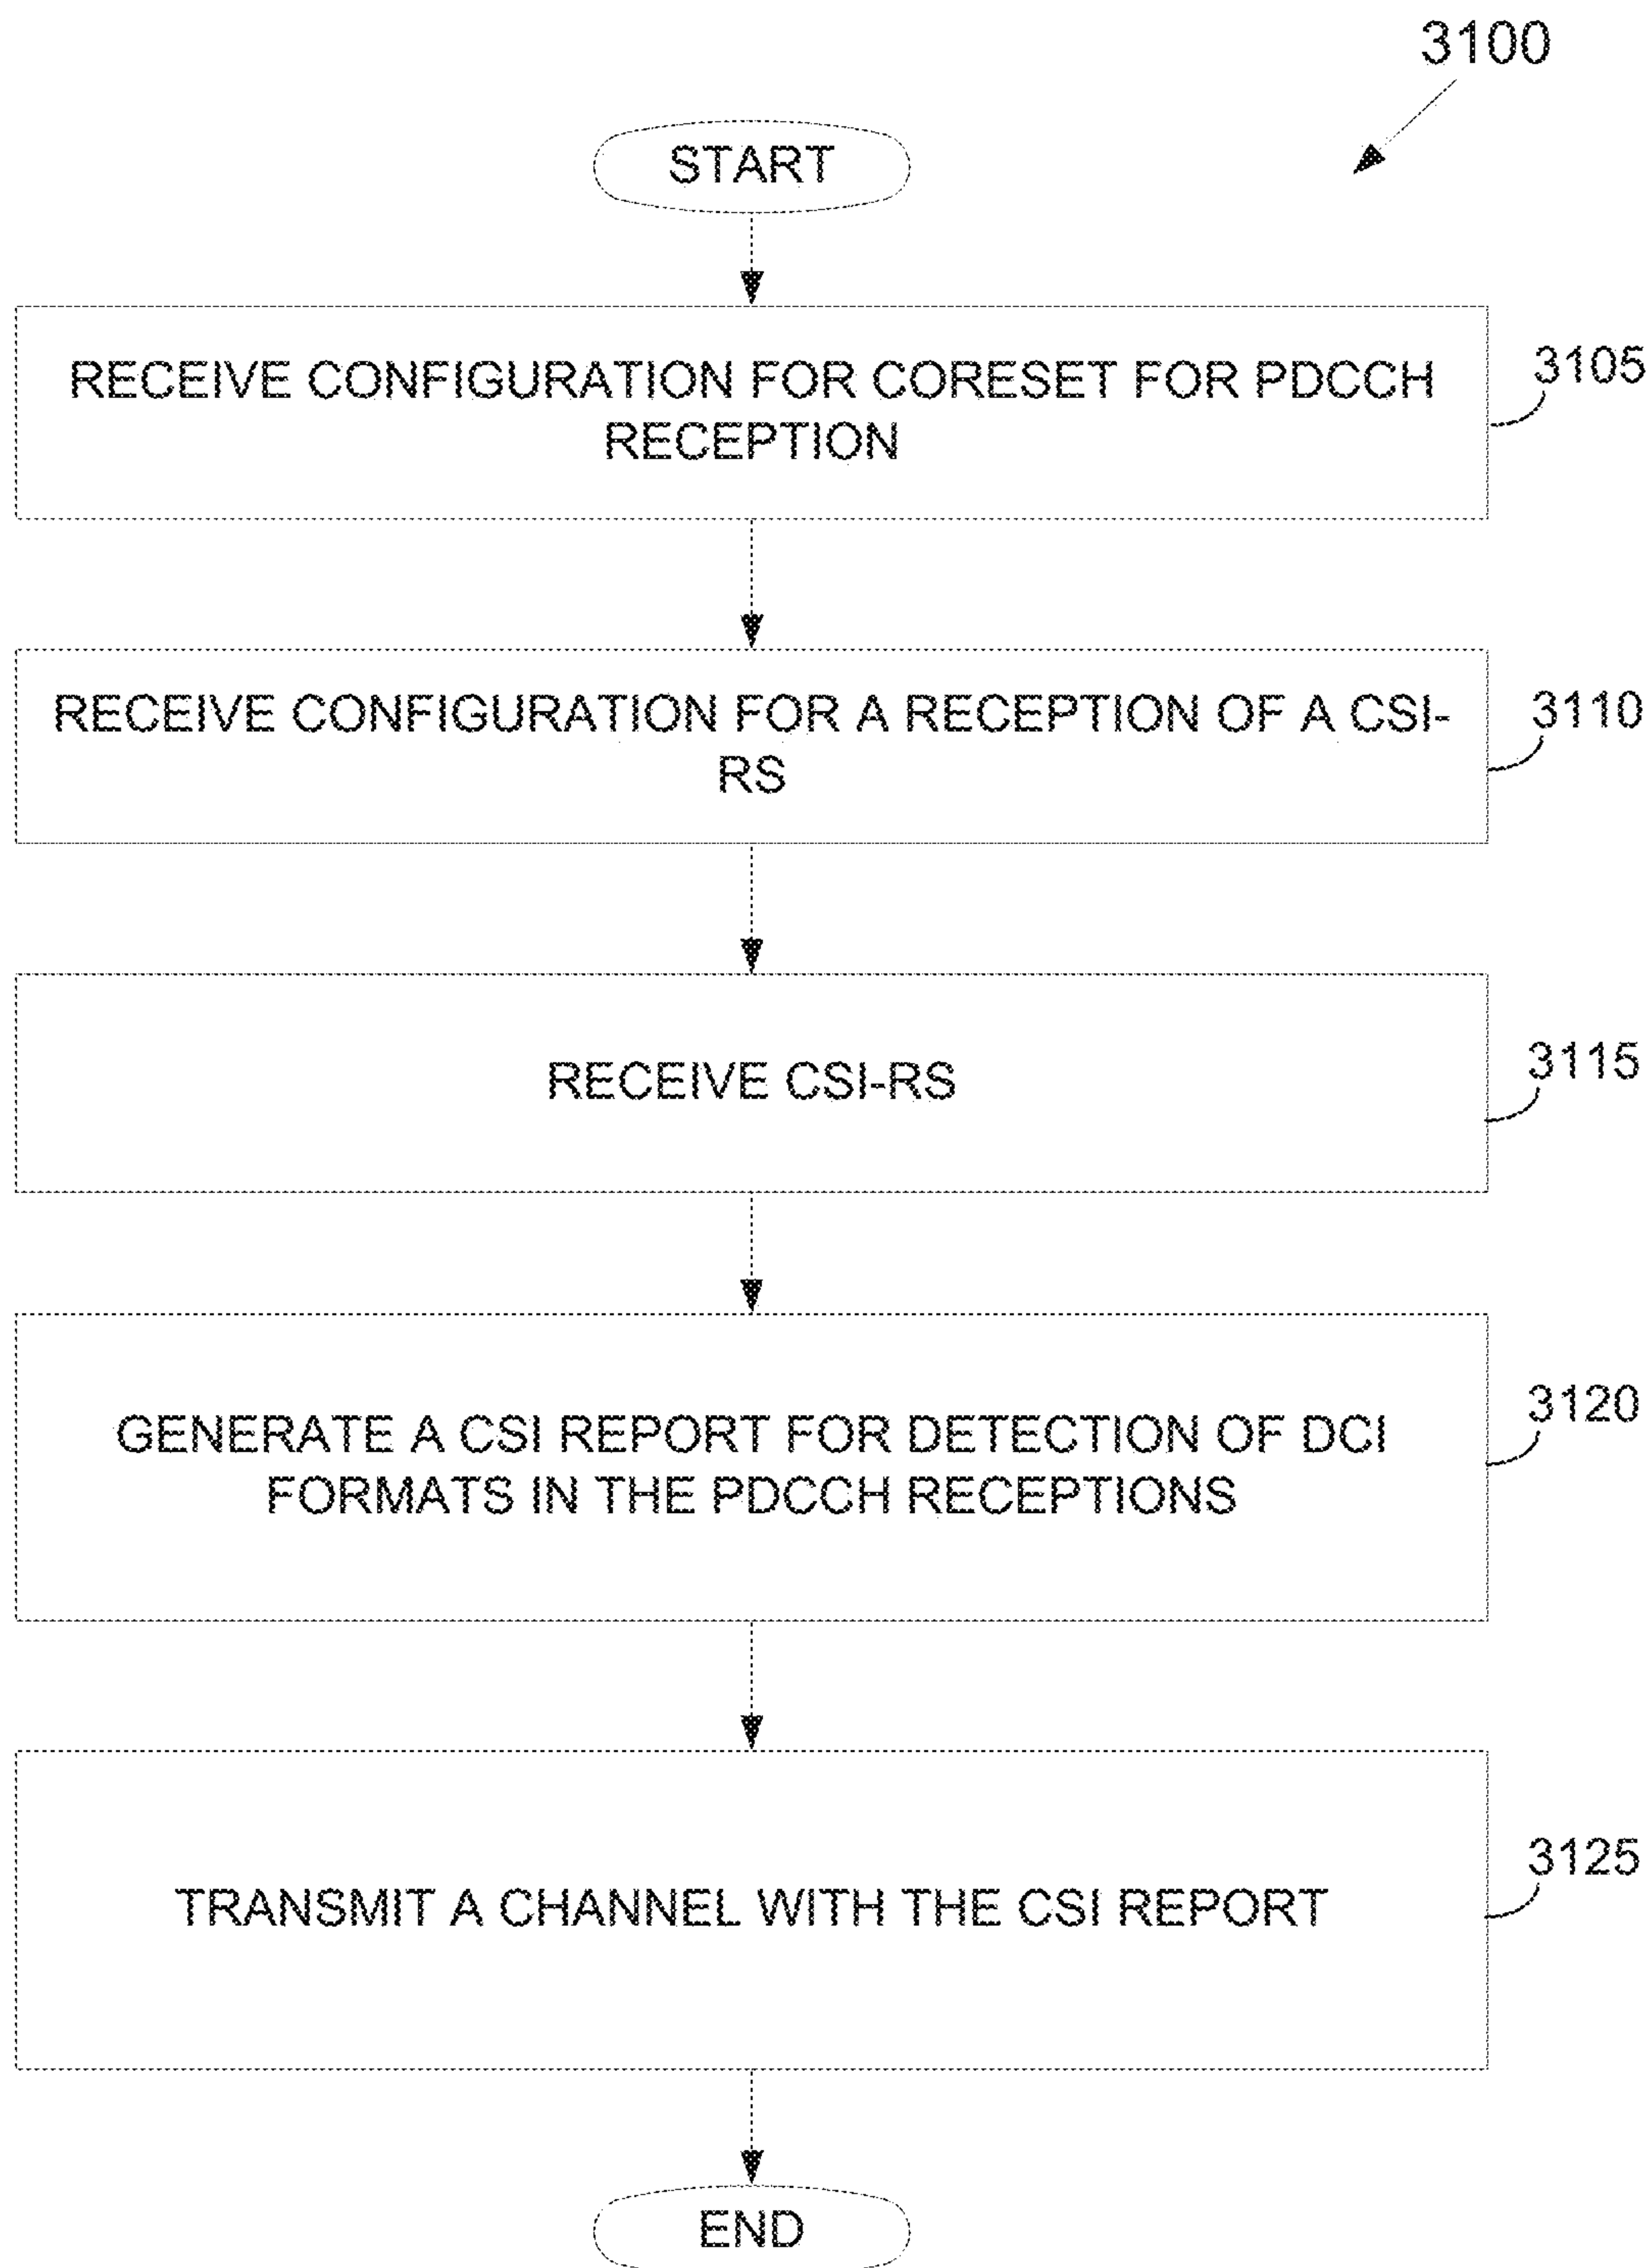 3100
START
RECEIVE CONFIGURATION FOR CORESET FOR PDCCH
RECEPTION
3105
RECEIVE CONFIGURATION FOR A RECEPTION OF A CSI-
RS
3110
RECEIVE CSI-RS
3115
GENERATE A CSI REPORT FOR DETECTION OF DCI
FORMATS IN THE PDCCH RECEPTIONS
3120
TRANSMIT A CHANNEL WITH THE CSI REPORT
3125
END